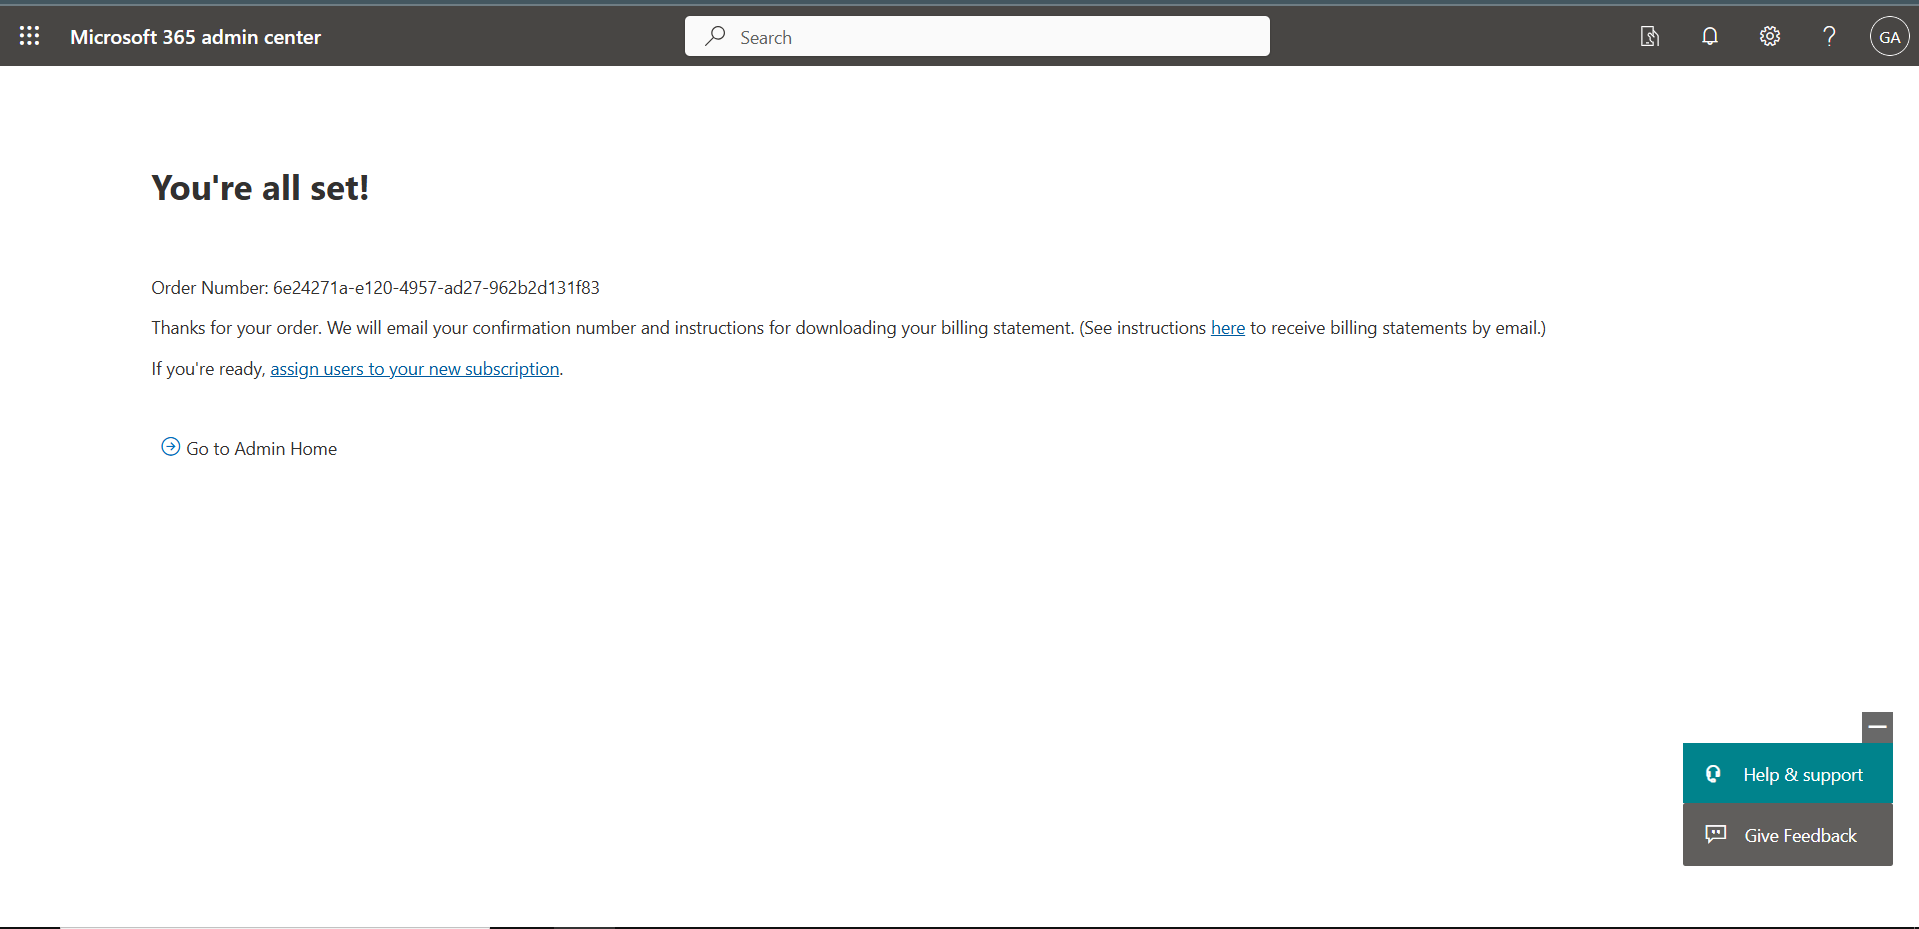 Microsoft 365 admin center
Search
?
GA
You're all set!
Order Number: 6e24271a-e120-4957-ad27-962b2d131f83
Thanks for your order. We will email your confirmation number and instructions for downloading your billing statement. (See instructions here to receive billing statements by email.)
If you're ready, assign users to your new subscription.
Go to Admin Home
Help & support
Give Feedback